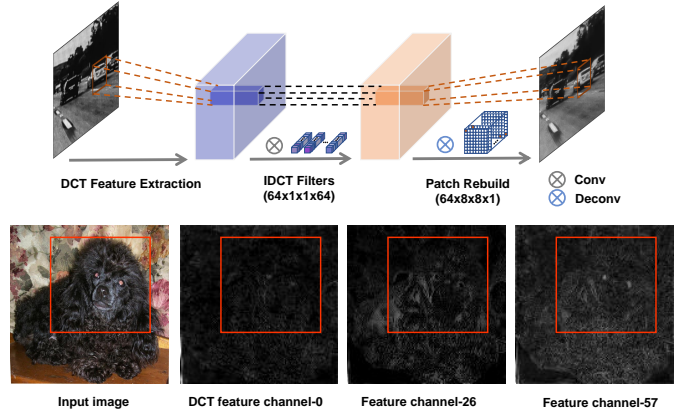 DCT Feature Extraction
IDCT Filters
(64x1x1x64)
Patch Rebuild
(64x8x8x1)
Conv
Deconv
Input image
DCT feature channel-0
Feature channel-26
Feature channel-57